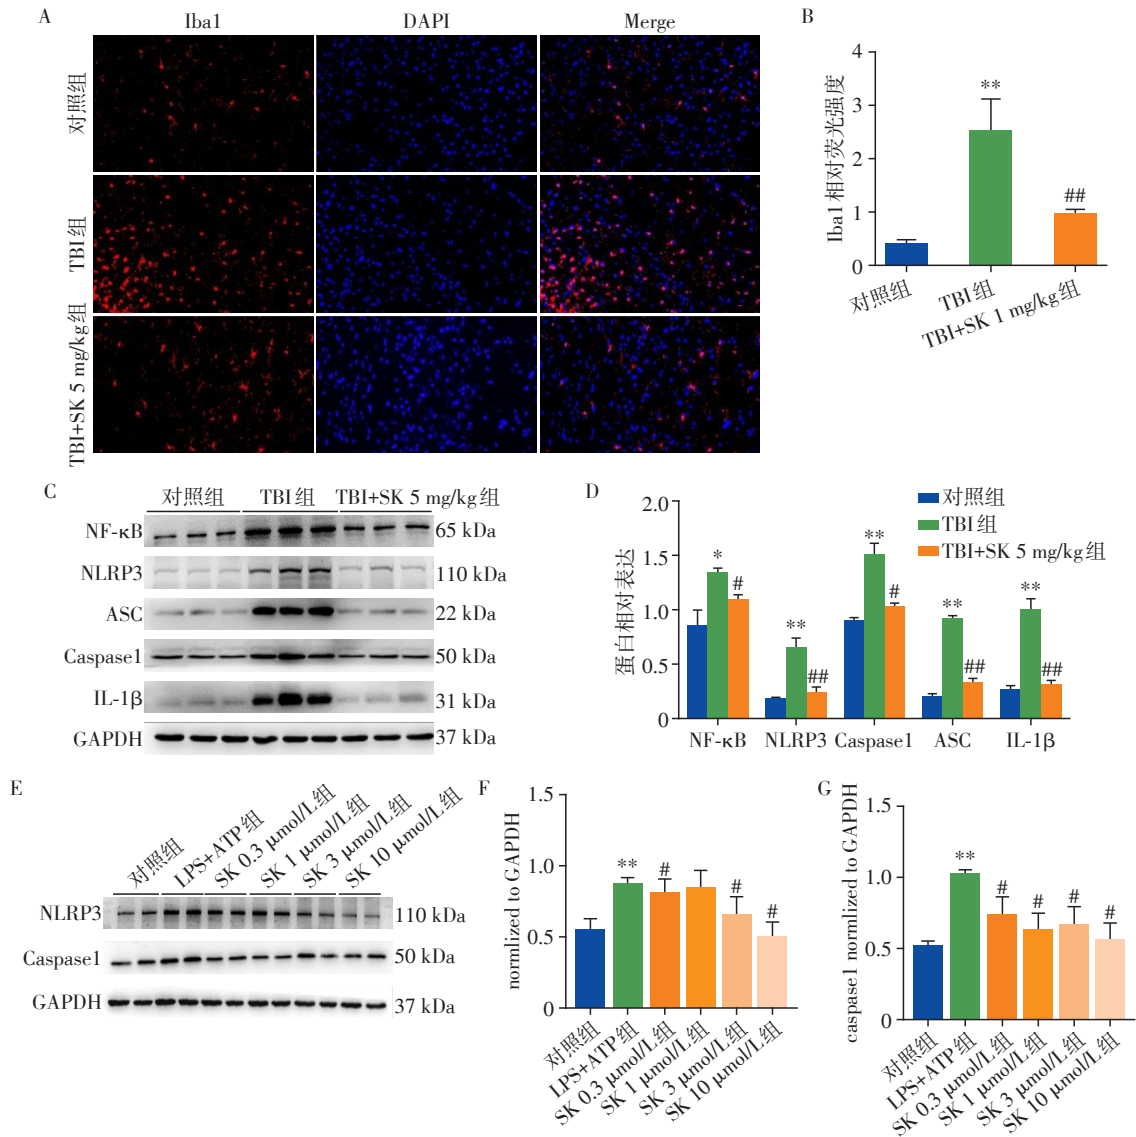 A
Iba1
DAPI
Merge
对照组
TBI组
TBI+SK 5 mg/kg组
B
Iba1相对荧光强度
4
3
2
1
0
**
##
对照组
TBI组
TBI+SK 1 mg/kg组
C
对照组
TBI组
TBI+SK 5 mg/kg组
NF-κB
65 kDa
NLRP3
110 kDa
ASC
22 kDa
Caspase1
50 kDa
IL-1β
31 kDa
GAPDH
37 kDa
D
蛋白相对表达
2.0
1.5
1.0
0.5
0
对照组
TBI组
TBI+SK 5 mg/kg组
*
#
**
##
**
#
**
##
**
##
NF-κB
NLRP3
Caspase1
ASC
IL-1β
E
对照组
LPS+ATP组
SK 0.3 μmol/L组
SK 1 μmol/L组
SK 3 μmol/L组
SK 10 μmol/L组
NLRP3
110 kDa
Caspase1
50 kDa
GAPDH
37 kDa
F
normlized to GAPDH
1.5
1.0
0.5
0
**
#
#
#
对照组
LPS+ATP组
SK 0.3 μmol/L组
SK 1 μmol/L组
SK 3 μmol/L组
SK 10 μmol/L组
G
caspase1 normlized to GAPDH
1.5
1.0
0.5
0
**
#
#
#
#
对照组
LPS+ATP组
SK 0.3 μmol/L组
SK 1 μmol/L组
SK 3 μmol/L组
SK 10 μmol/L组